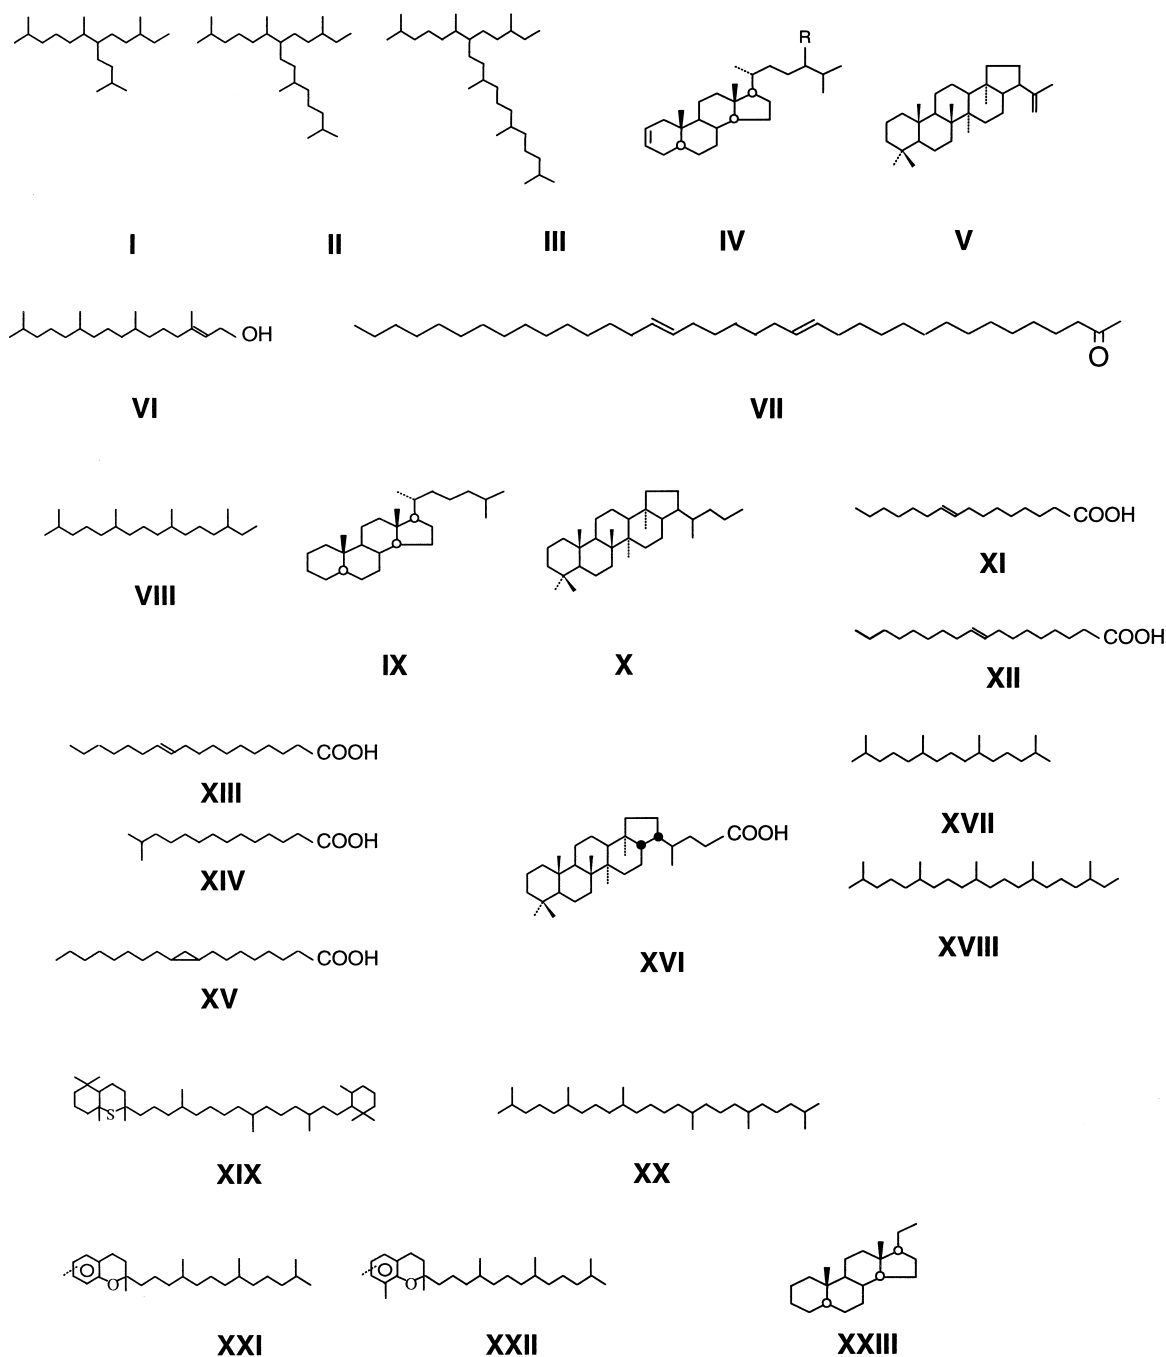 R
I II III IV V
OH
O
VI VII
COOH
XI
VIII
COOH
IX X XII
COOH
XIII
XVII
COOH COOH
XIV
XVI XVIII
COOH
XV
S
XIX XX
O O
XXI XXII XXIII